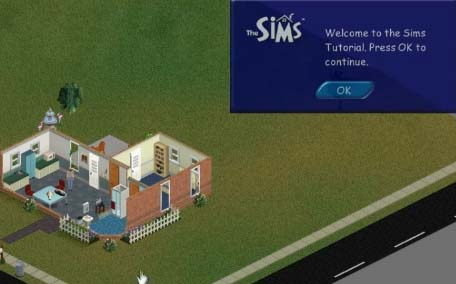 The SIMS
Welcome to the Sims
Tutorial. Press OK to
continue.
OK